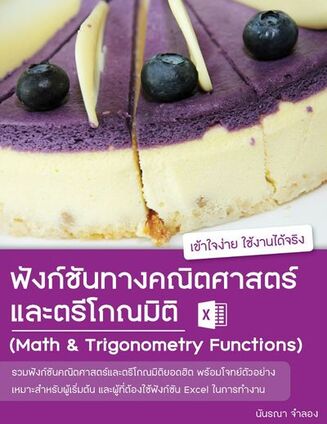 เข้าใจง่าย ใช้งานได้จริง
ฟังก์ชันทางคณิตศาสตร์
และตรีโกณมิติ
(Math & Trigonometry Functions)
รวมฟังก์ชันคณิตศาสตร์และตรีโกณมิติยอดฮิต พร้อมโจทย์ตัวอย่าง
เหมาะสำหรับผู้เริ่มต้น และผู้ที่ต้องใช้ฟังก์ชัน Excel ในการทำงาน
นันรณา จำลอง